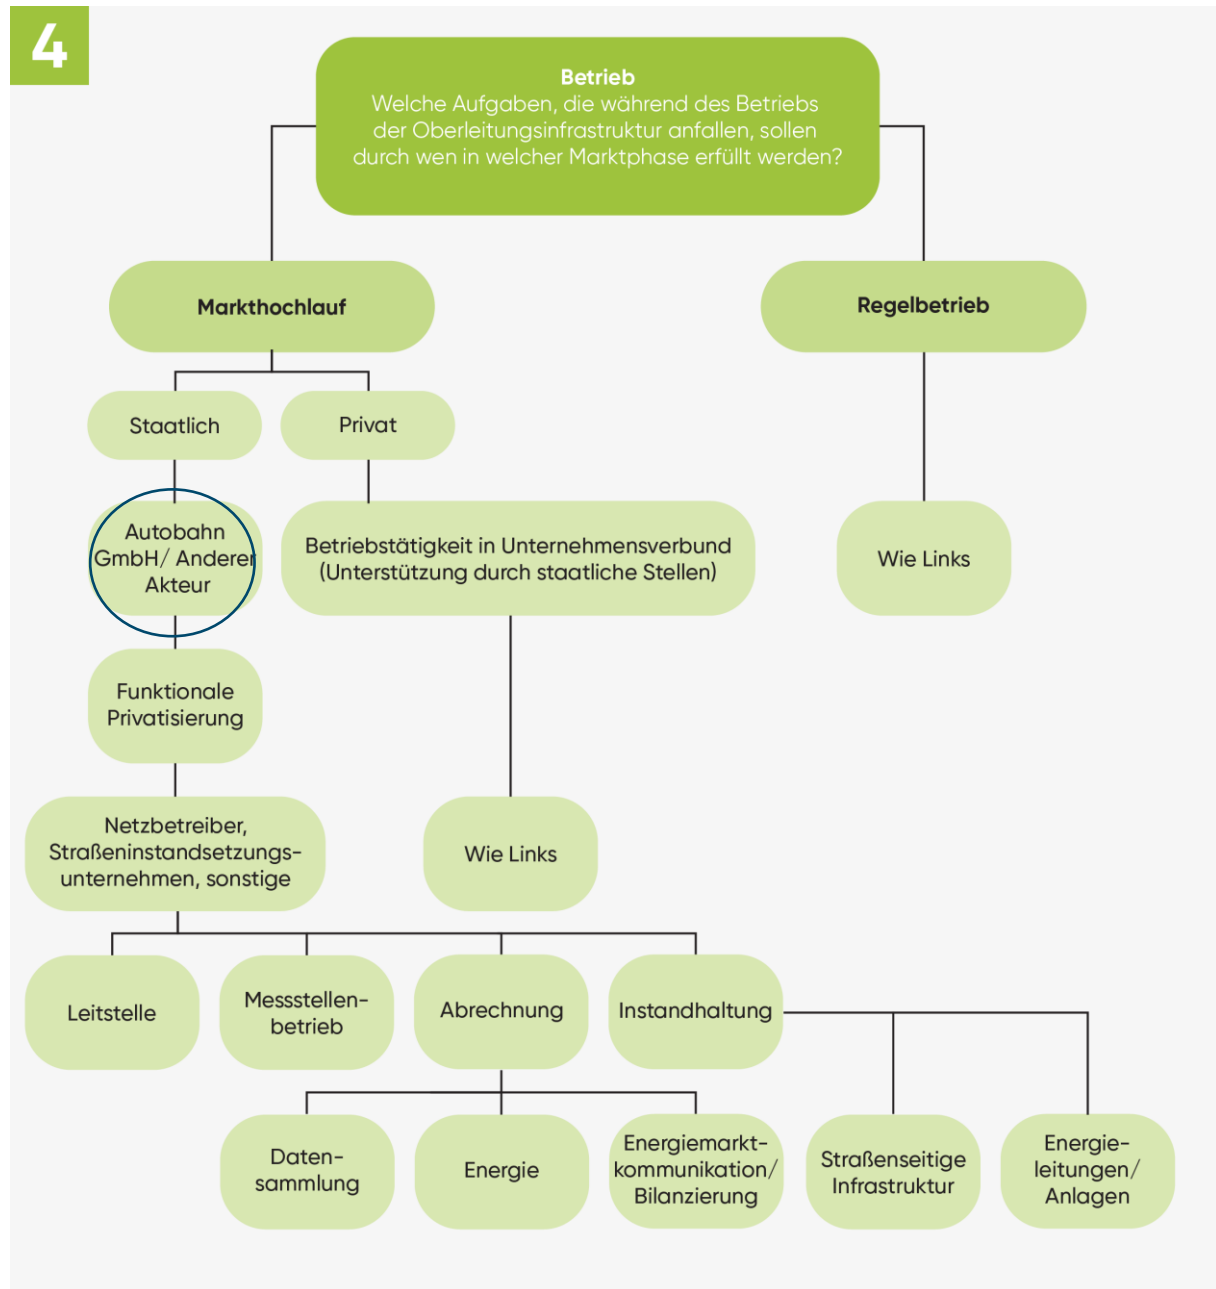 4
Betrieb
Welche Aufgaben, die während des Betriebs
der Oberleitungsinfrastruktur anfallen, sollen
durch wen in welcher Marktphase erfüllt werden?
Markthochlauf
Regelbetrieb
Staatlich
Privat
Autobahn
GmbH/ Anderer
Akteur
Betriebstätigkeit in Unternehmensverbund
(Unterstützung durch staatliche Stellen)
Wie Links
Funktionale
Privatisierung
Netzbetreiber,
Straßeninstandsetzungs-
unternehmen, sonstige
Wie Links
Leitstelle
Messstellen-
betrieb
Abrechnung
Instandhaltung
Daten-
sammlung
Energie
Energiemarkt-
kommunikation/
Bilanzierung
Straßenseitige
Infrastruktur
Energie-
leitungen/
Anlagen